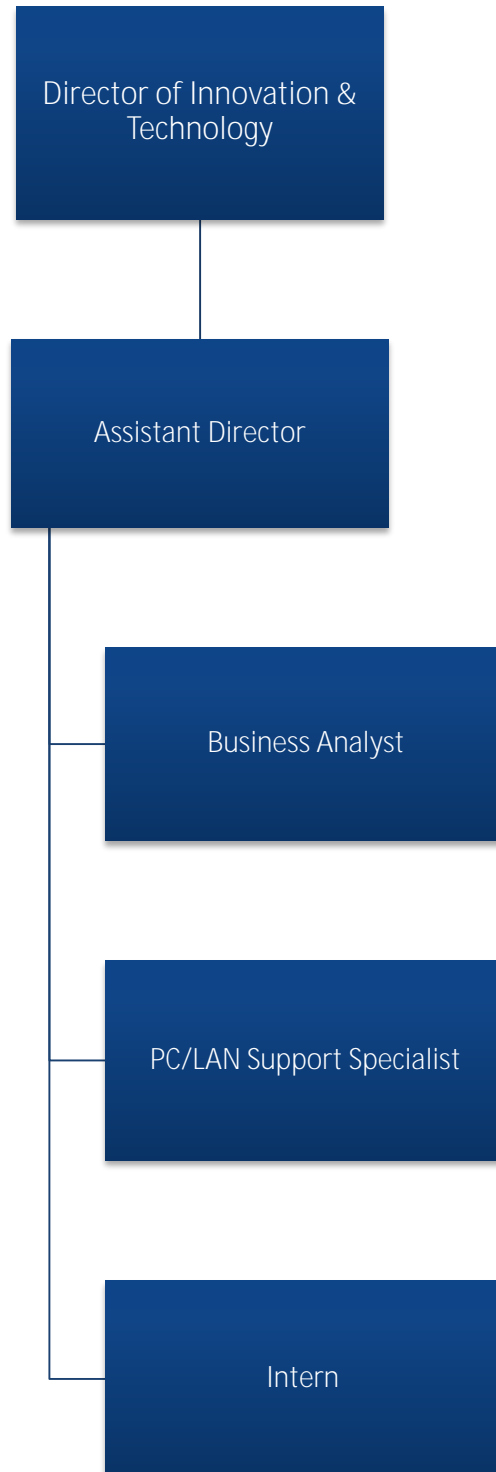 Director of Innovation &
Technology
Assistant Director
Business Analyst
PC/LAN Support Specialist
Intern